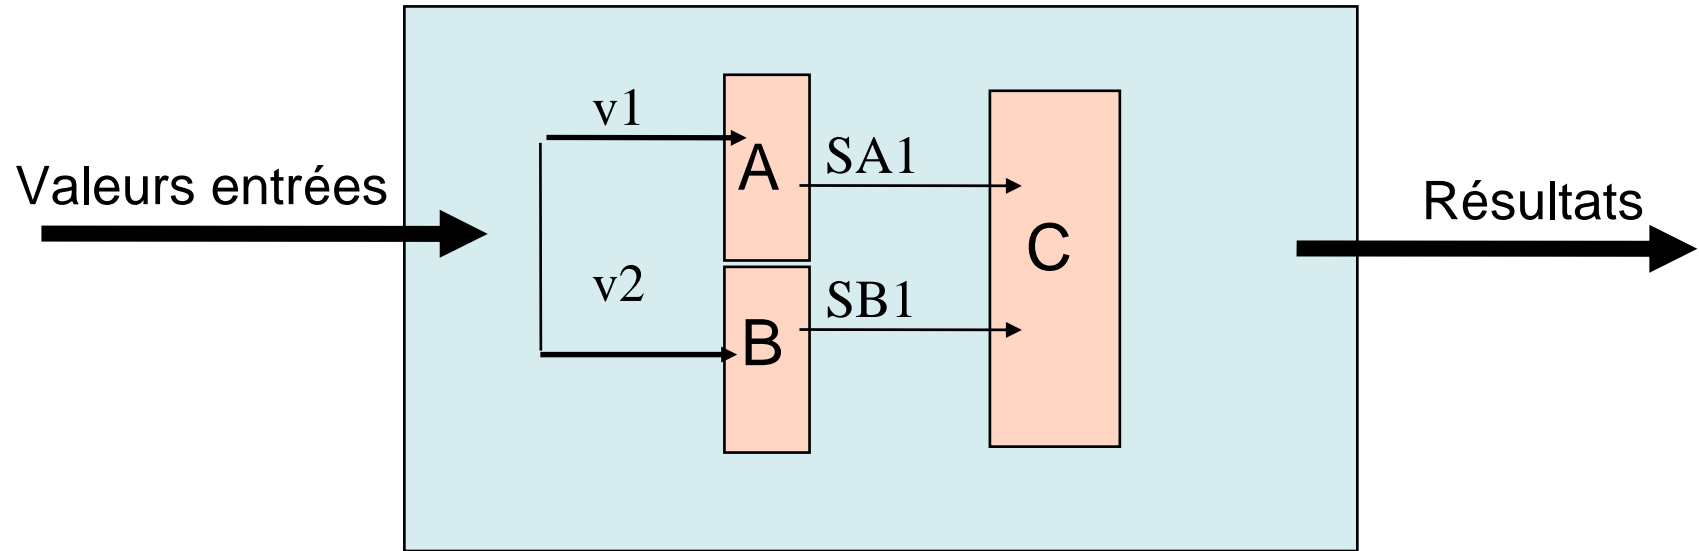 Valeurs entrées
v1
v2
A
B
SA1
SB1
C
Résultats